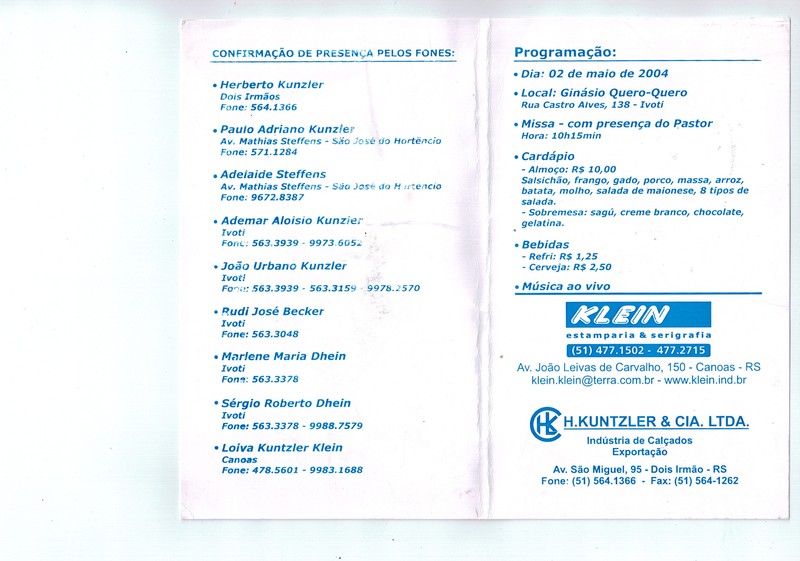 CONFIRMAÇÃO DE PRESENÇA PELOS FONES:
• Herberto Kunzler
Dois Irmãos
Fone: 564.1366
• Paulo Adriano Kunzler
Av. Mathias Steffens - São José do Hortêncio
Fone: 571.1284
• Adelaide Steffens
Av. Mathias Steffens - São José do Hortencio
Fone: 9672.8387
• Ademar Aloisio Kunzler
Ivoti
Fone: 563.3939 - 9973.6052
• João Urbano Kunzler
Ivoti
Fone: 563.3939 - 563.3159 - 9978.2570
• Rudi José Becker
Ivoti
Fone: 563.3048
• Marlene Maria Dhein
Ivoti
Fone: 563.3378
• Sérgio Roberto Dhein
Ivoti
Fone: 563.3378 - 9988.7579
• Loiva Kuntzler Klein
Canoas
Fone: 478.5601 - 9983.1688
Programação:
• Dia: 02 de maio de 2004
• Local: Ginásio Quero-Quero
Rua Castro Alves, 138 - Ivoti
• Missa - com presença do Pastor
Hora: 10h15min
• Cardápio
- Almoço: R$ 10,00
Salsichão, frango, gado, porco, massa, arroz,
batata, molho, salada de maionese, 8 tipos de
salada.
- Sobremesa: sagú, creme branco, chocolate,
gelatina.
• Bebidas
- Refri: R$ 1,25
- Cerveja: R$ 2,50
• Música ao vivo
KLEIN
estamparia & serigrafia
(51) 477.1502 - 477.2715
Av. João Leivas de Carvalho, 150 - Canoas - RS
klein.klein@terra.com.br - www.klein.ind.br
HK H.KUNTZLER & CIA. LTDA.
Indústria de Calçados
Exportação
Av. São Miguel, 95 - Dois Irmão - RS
Fone: (51) 564.1366 - Fax: (51) 564-1262